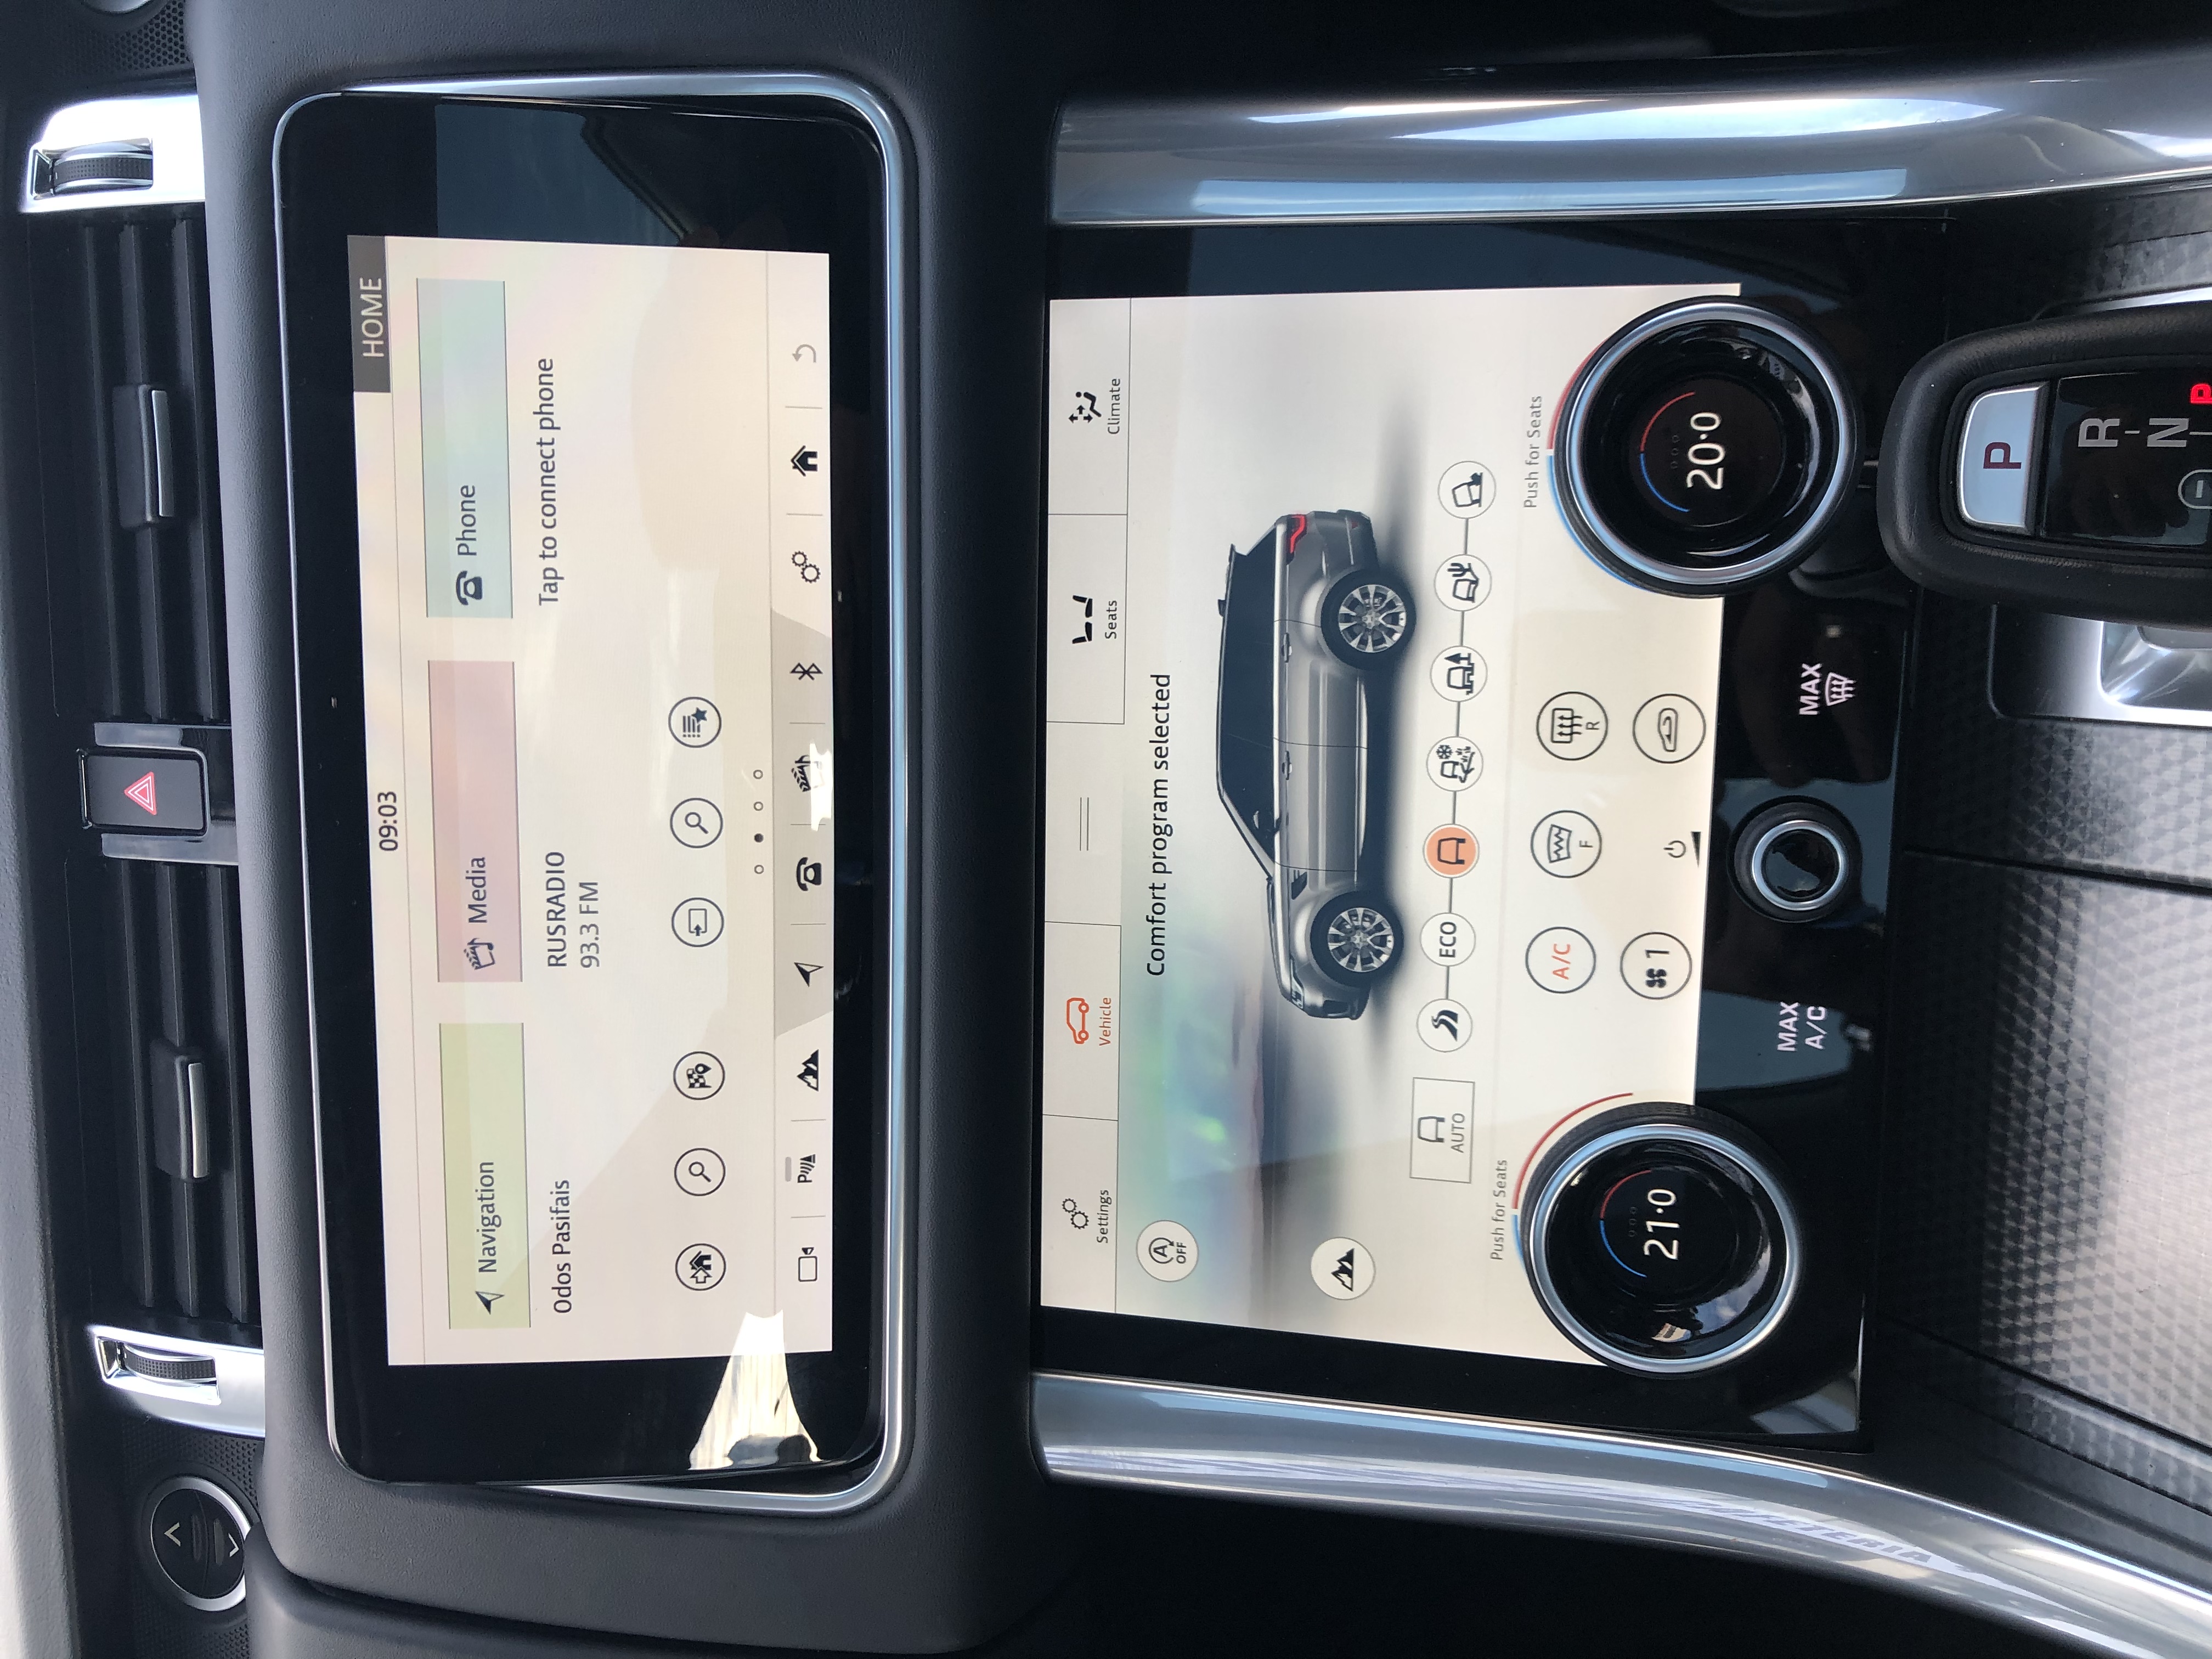 HOME
09:03
Navigation
Media
Phone
Odos Pasifais
RUSRADIO
93.3 FM
Tap to connect phone
P
Settings
Vehicle
Seats
Climate
A
OFF
Comfort program selected
AUTO
ECO
Push for Seats
Push for Seats
A/C
F
R
1
21·0
20·0
MAX
A/C
MAX
P
R
N
P